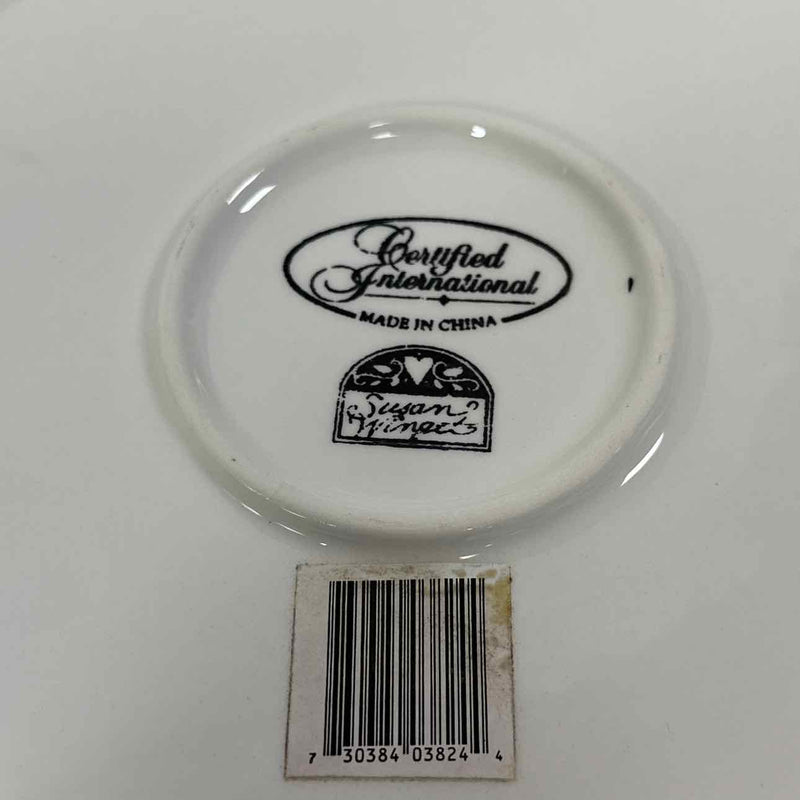 Certified
International
MADE IN CHINA
Susan
Winget
7 30384 03824 4